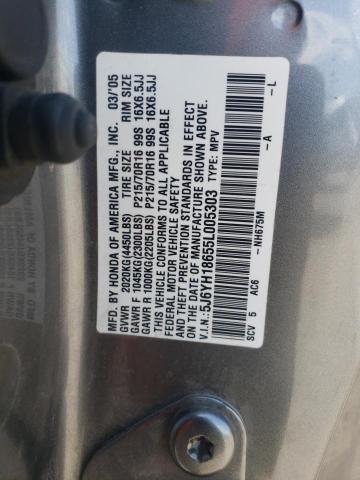 MFD. BY HONDA OF AMERICA MFG., INC. 03/'05
GVWR 2020KG(4450LBS) TIRE SIZE RIM SIZE
GAWR F 1045KG(2300LBS) P215/70R16 99S 16X6.5JJ
GAWR R 1000KG(2205LBS) P215/70R16 99S 16X6.5JJ
THIS VEHICLE CONFORMS TO ALL APPLICABLE
FEDERAL MOTOR VEHICLE SAFETY
AND THEFT PREVENTION STANDARDS IN EFFECT
ON THE DATE OF MANUFACTURE SHOWN ABOVE.
V.I.N.: 5J6YH18655L005303 TYPE: MPV
SCV 5 AC6 -NH675M -A -L